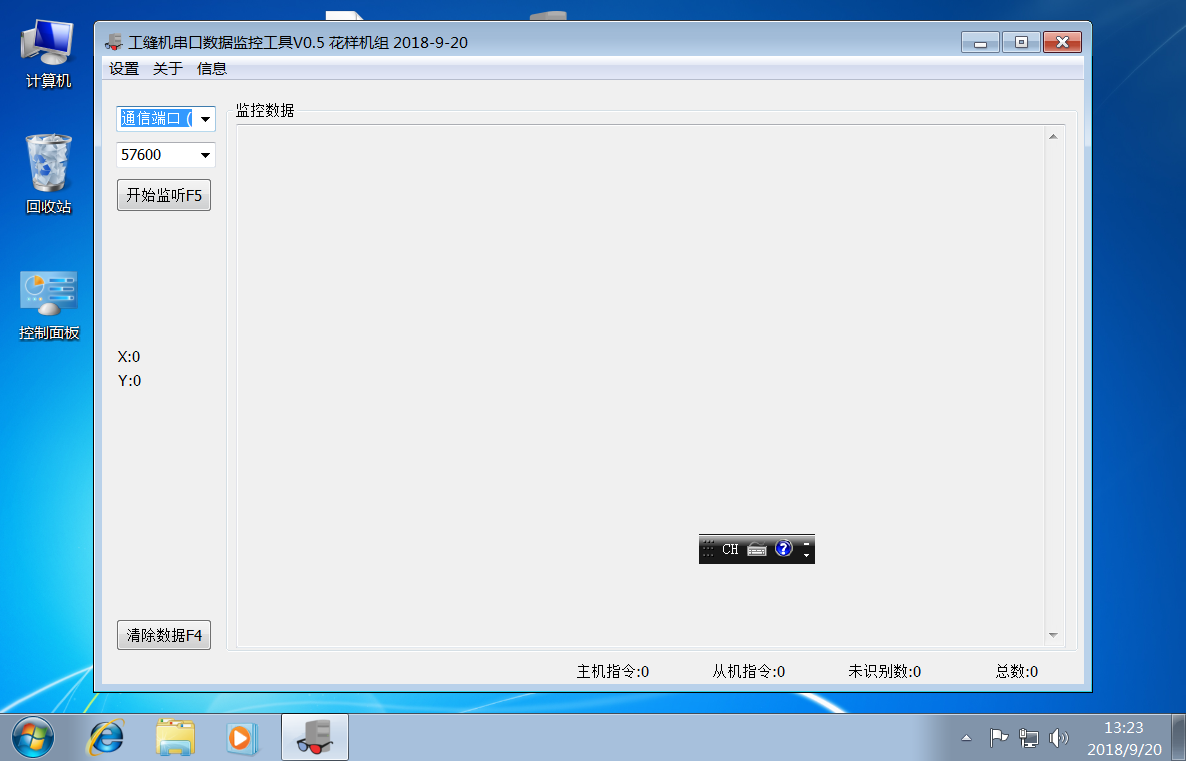 计算机
回收站
控制面板
工缝机串口数据监控工具V0.5 花样机组 2018-9-20
设置 关于 信息
通信端口 (
57600
开始监听F5
监控数据
X:0
Y:0
CH
清除数据F4
主机指令:0 从机指令:0 未识别数:0 总数:0
13:23
2018/9/20